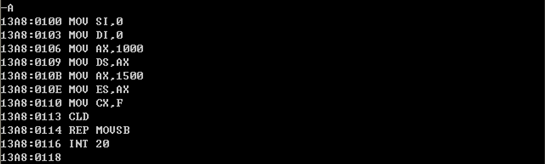 -A
13A8:0100 MOV SI,0
13A8:0103 MOV DI,0
13A8:0106 MOV AX,1000
13A8:0109 MOV DS,AX
13A8:010B MOV AX,1500
13A8:010E MOV ES,AX
13A8:0110 MOV CX,F
13A8:0113 CLD
13A8:0114 REP MOVSB
13A8:0116 INT 20
13A8:0118